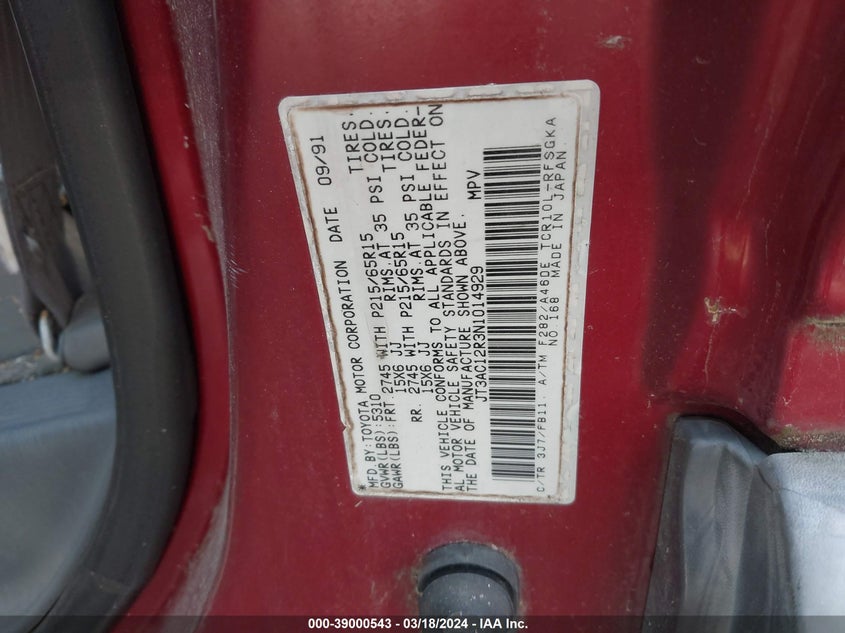 *MFD. BY: TOYOTA MOTOR CORPORATION DATE 09/91
GVWR(LBS):5310
GAWR(LBS):FRT.2745 WITH P215/65R15 TIRES.
15X6 JJ RIMS.AT 35 PSI COLD.
RR. 2745 WITH P215/65R15 TIRES.
15X6 JJ RIMS.AT 35 PSI COLD.
THIS VEHICLE CONFORMS TO ALL APPLICABLE FEDER-
AL MOTOR VEHICLE SAFETY STANDARDS IN EFFECT ON
THE DATE OF MANUFACTURE SHOWN ABOVE.
JT3AC12R3N1014929 MPV
C/TR 3J7/FB11. A/TM F282/A46DE TCR10L-RFSGKA
NO.168 MADE IN JAPAN
000-39000543 / 03/18/2024 — IAA Inc.